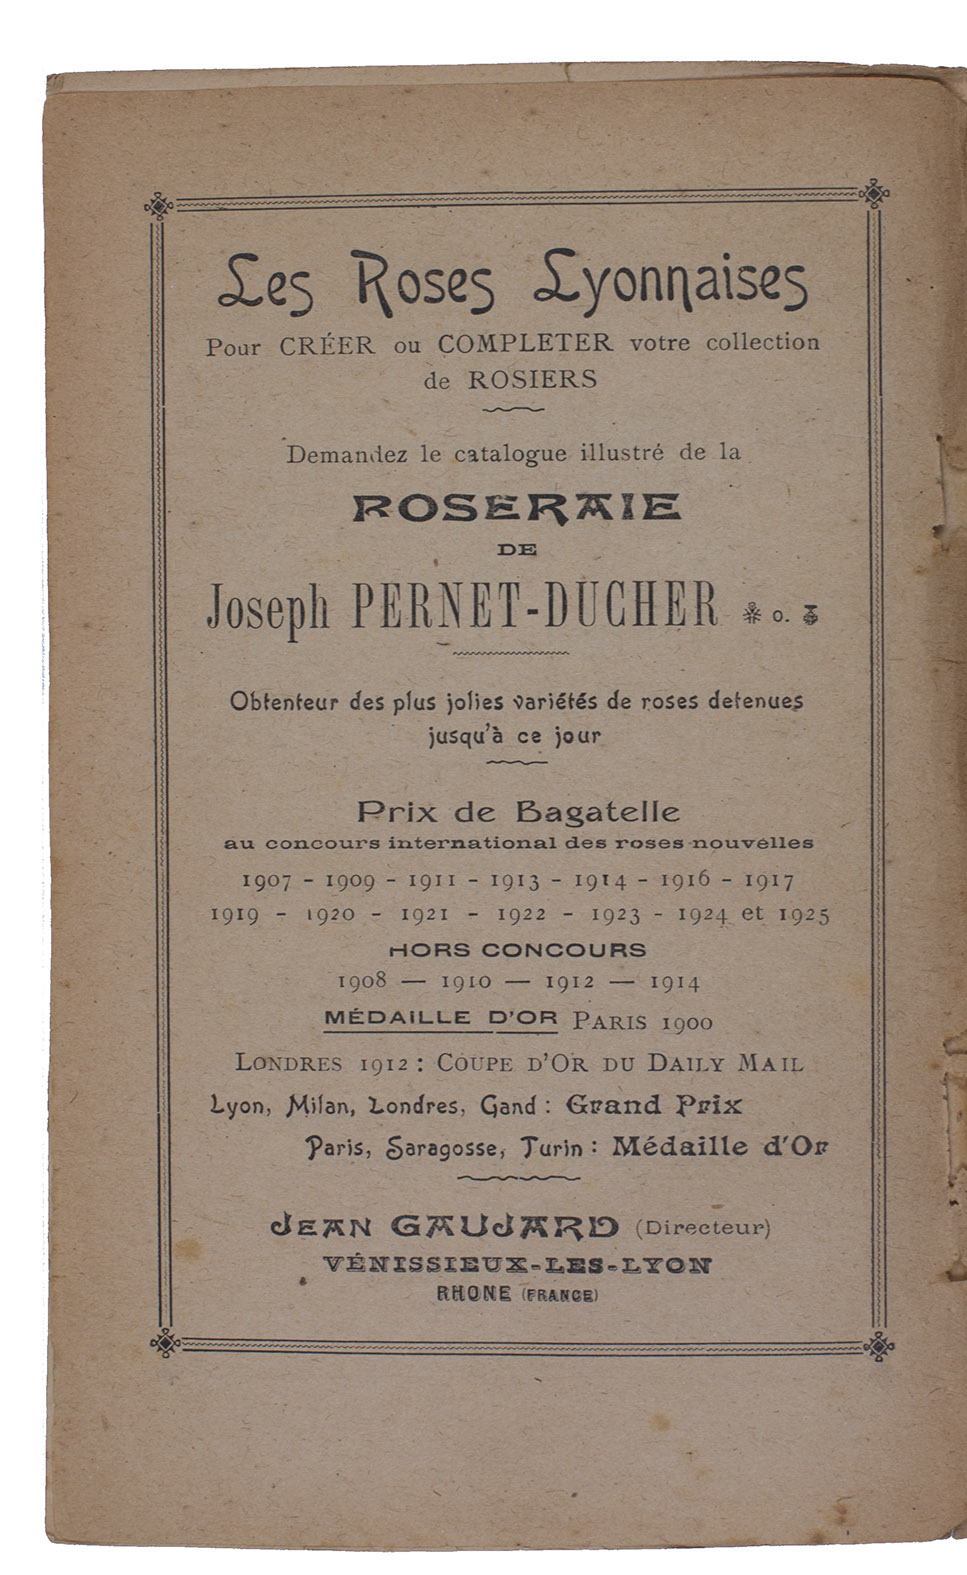 Les Roses Lyonnaises
Pour CRÉER ou COMPLETER votre collection
de ROSIERS
Demandez le catalogue illustré de la
ROSERAIE
DE
Joseph PERNET-DUCHER O.
Obtenteur des plus jolies variétés de roses detenues
jusqu'à ce jour
Prix de Bagatelle
au concours international des roses nouvelles
1907 - 1909 - 1911 - 1913 - 1914 - 1916 - 1917
1919 - 1920 - 1921 - 1922 - 1923 - 1924 et 1925
HORS CONCOURS
1908 — 1910 — 1912 — 1914
MÉDAILLE D'OR PARIS 1900
LONDRES 1912 : COUPE D'OR DU DAILY MAIL
Lyon, Milan, Londres, Gand : Grand Prix
Paris, Saragosse, Turin : Médaille d'Or
JEAN GAUJARD (Directeur)
VÉNISSIEUX-LES-LYON
RHONE (FRANCE)